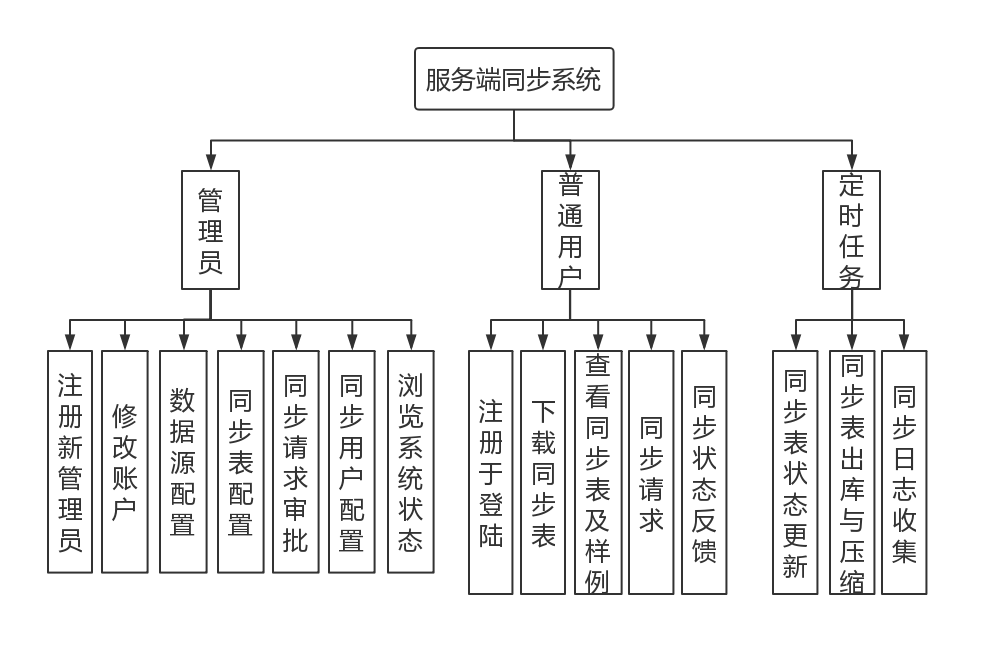 服务端同步系统
管理员
普通用户
定时任务
注册新管理员
修改账户
数据源配置
同步表配置
同步请求审批
同步用户配置
浏览系统状态
注册于登陆
下载同步表
查看同步表及样例
同步请求
同步状态反馈
同步表状态更新
同步表出库与压缩
同步日志收集